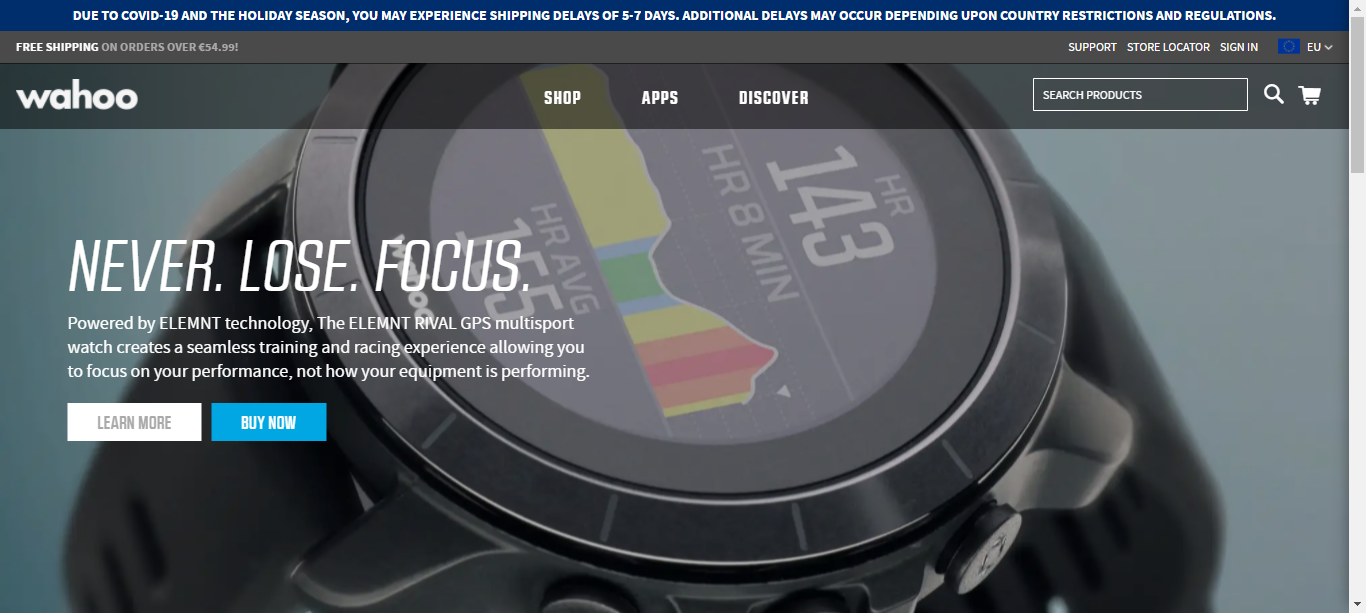 DUE TO COVID-19 AND THE HOLIDAY SEASON, YOU MAY EXPERIENCE SHIPPING DELAYS OF 5-7 DAYS. ADDITIONAL DELAYS MAY OCCUR DEPENDING UPON COUNTRY RESTRICTIONS AND REGULATIONS.
FREE SHIPPING ON ORDERS OVER €54.99!
SUPPORT STORE LOCATOR SIGN IN EU
wahoo
SHOP APPS DISCOVER
SEARCH PRODUCTS
HR
143
HR 8 MIN
HR AVG
155
wahoo
NEVER. LOSE. FOCUS.
Powered by ELEMNT technology, The ELEMNT RIVAL GPS multisport
watch creates a seamless training and racing experience allowing you
to focus on your performance, not how your equipment is performing.
LEARN MORE
BUY NOW